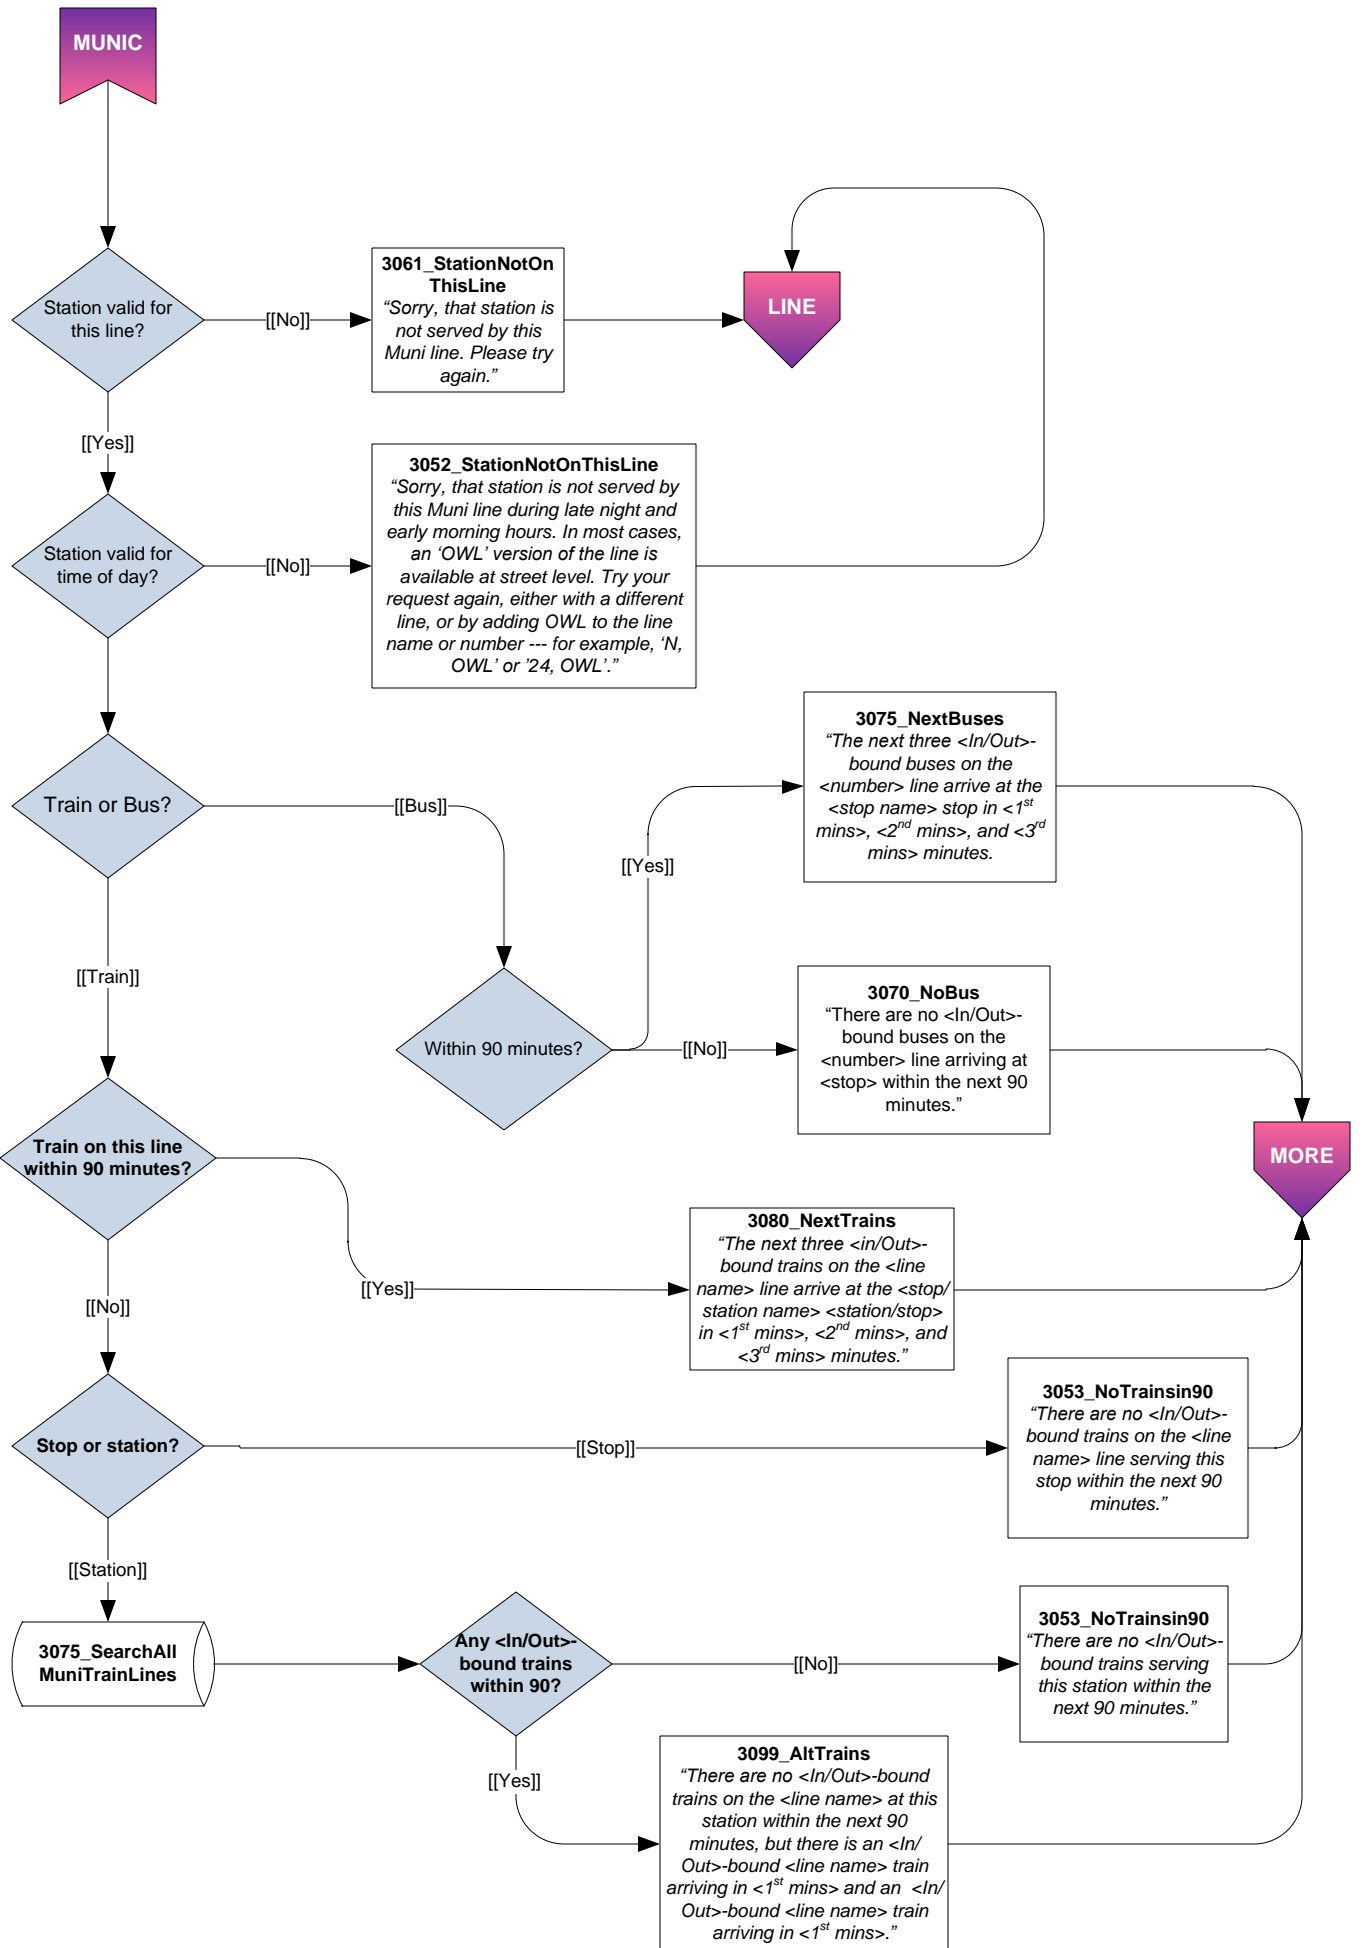 MUNIC
Station valid for
this line?
[[No]]
3061_StationNotOn
ThisLine
“Sorry, that station is
not served by this
Muni line. Please try
again.”
LINE
[[Yes]]
Station valid for
time of day?
[[No]]
3052_StationNotOnThisLine
“Sorry, that station is not served by
this Muni line during late night and
early morning hours. In most cases,
an ‘OWL’ version of the line is
available at street level. Try your
request again, either with a different
line, or by adding OWL to the line
name or number --- for example, ‘N,
OWL’ or ’24, OWL’.”
Train or Bus?
[[Bus]]
[[Yes]]
3075_NextBuses
“The next three <In/Out>-
bound buses on the
<number> line arrive at the
<stop name> stop in <1st
mins>, <2nd mins>, and <3rd
mins> minutes.
[[Train]]
Within 90 minutes?
[[No]]
3070_NoBus
“There are no <In/Out>-
bound buses on the
<number> line arriving at
<stop> within the next 90
minutes.”
MORE
Train on this line
within 90 minutes?
[[Yes]]
3080_NextTrains
“The next three <in/Out>-
bound trains on the <line
name> line arrive at the <stop/
station name> <station/stop>
in <1st mins>, <2nd mins>, and
<3rd mins> minutes.”
[[No]]
Stop or station?
[[Stop]]
3053_NoTrainsin90
“There are no <In/Out>-
bound trains on the <line
name> line serving this
stop within the next 90
minutes.”
[[Station]]
3075_SearchAll
MuniTrainLines
Any <In/Out>-
bound trains
within 90?
[[No]]
3053_NoTrainsin90
“There are no <In/Out>-
bound trains serving
this station within the
next 90 minutes.”
[[Yes]]
3099_AltTrains
“There are no <In/Out>-bound
trains on the <line name> at this
station within the next 90
minutes, but there is an <In/
Out>-bound <line name> train
arriving in <1st mins> and an <In/
Out>-bound <line name> train
arriving in <1st mins>.”